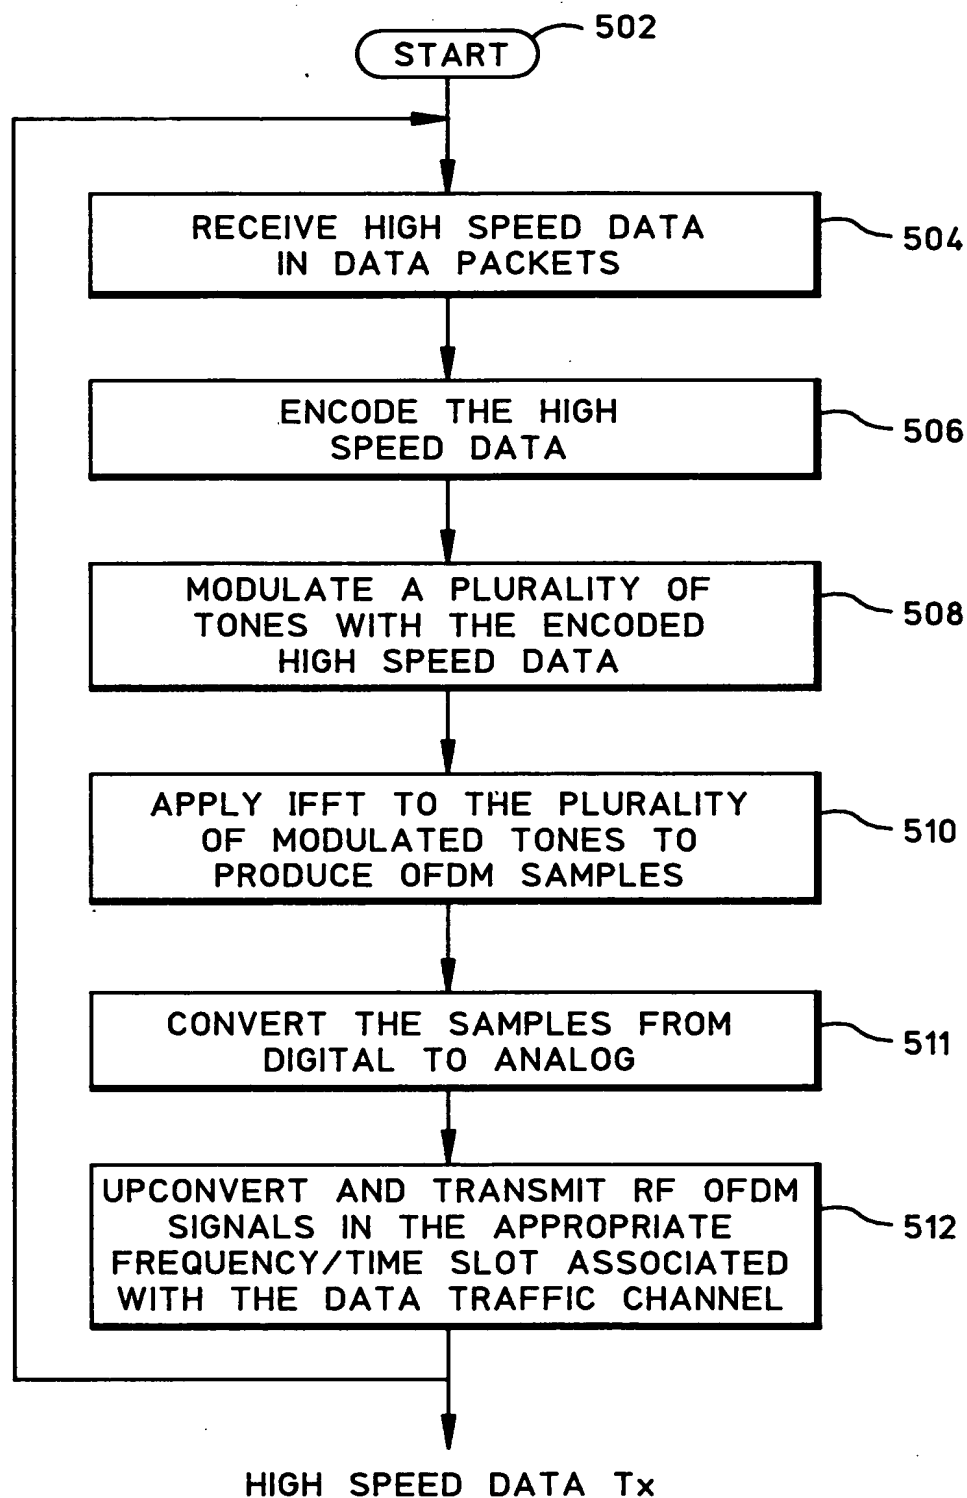 START
502
RECEIVE HIGH SPEED DATA
IN DATA PACKETS
504
ENCODE THE HIGH
SPEED DATA
506
MODULATE A PLURALITY OF
TONES WITH THE ENCODED
HIGH SPEED DATA
508
APPLY IFFT TO THE PLURALITY
OF MODULATED TONES TO
PRODUCE OFDM SAMPLES
510
CONVERT THE SAMPLES FROM
DIGITAL TO ANALOG
511
UPCONVERT AND TRANSMIT RF OFDM
SIGNALS IN THE APPROPRIATE
FREQUENCY/TIME SLOT ASSOCIATED
WITH THE DATA TRAFFIC CHANNEL
512
HIGH SPEED DATA Tx